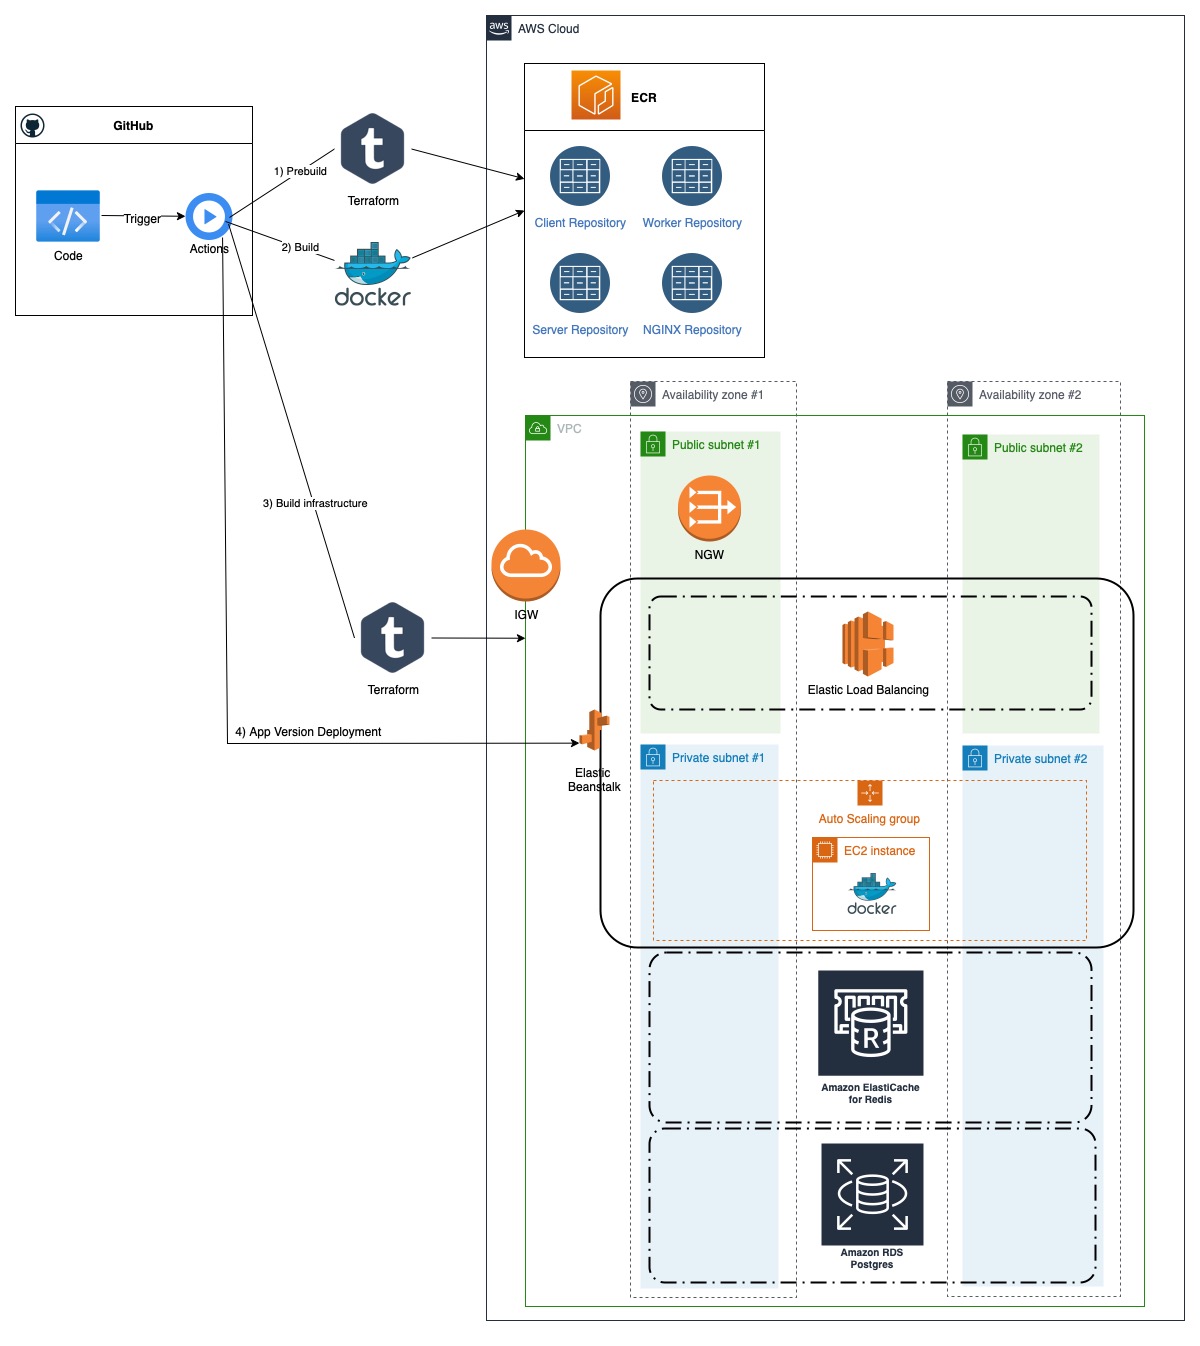 aws
AWS Cloud
ECR
GitHub
1) Prebuild
t
Terraform
Client Repository
Worker Repository
Trigger
Code
Actions
2) Build
docker
Server Repository
NGINX Repository
Availability zone #1
Availability zone #2
VPC
Public subnet #1
Public subnet #2
3) Build infrastructure
NGW
IGW
t
Terraform
Elastic Load Balancing
4) App Version Deployment
Elastic
Beanstalk
Private subnet #1
Private subnet #2
Auto Scaling group
EC2 instance
docker
R
Amazon ElastiCache
for Redis
Amazon RDS
Postgres